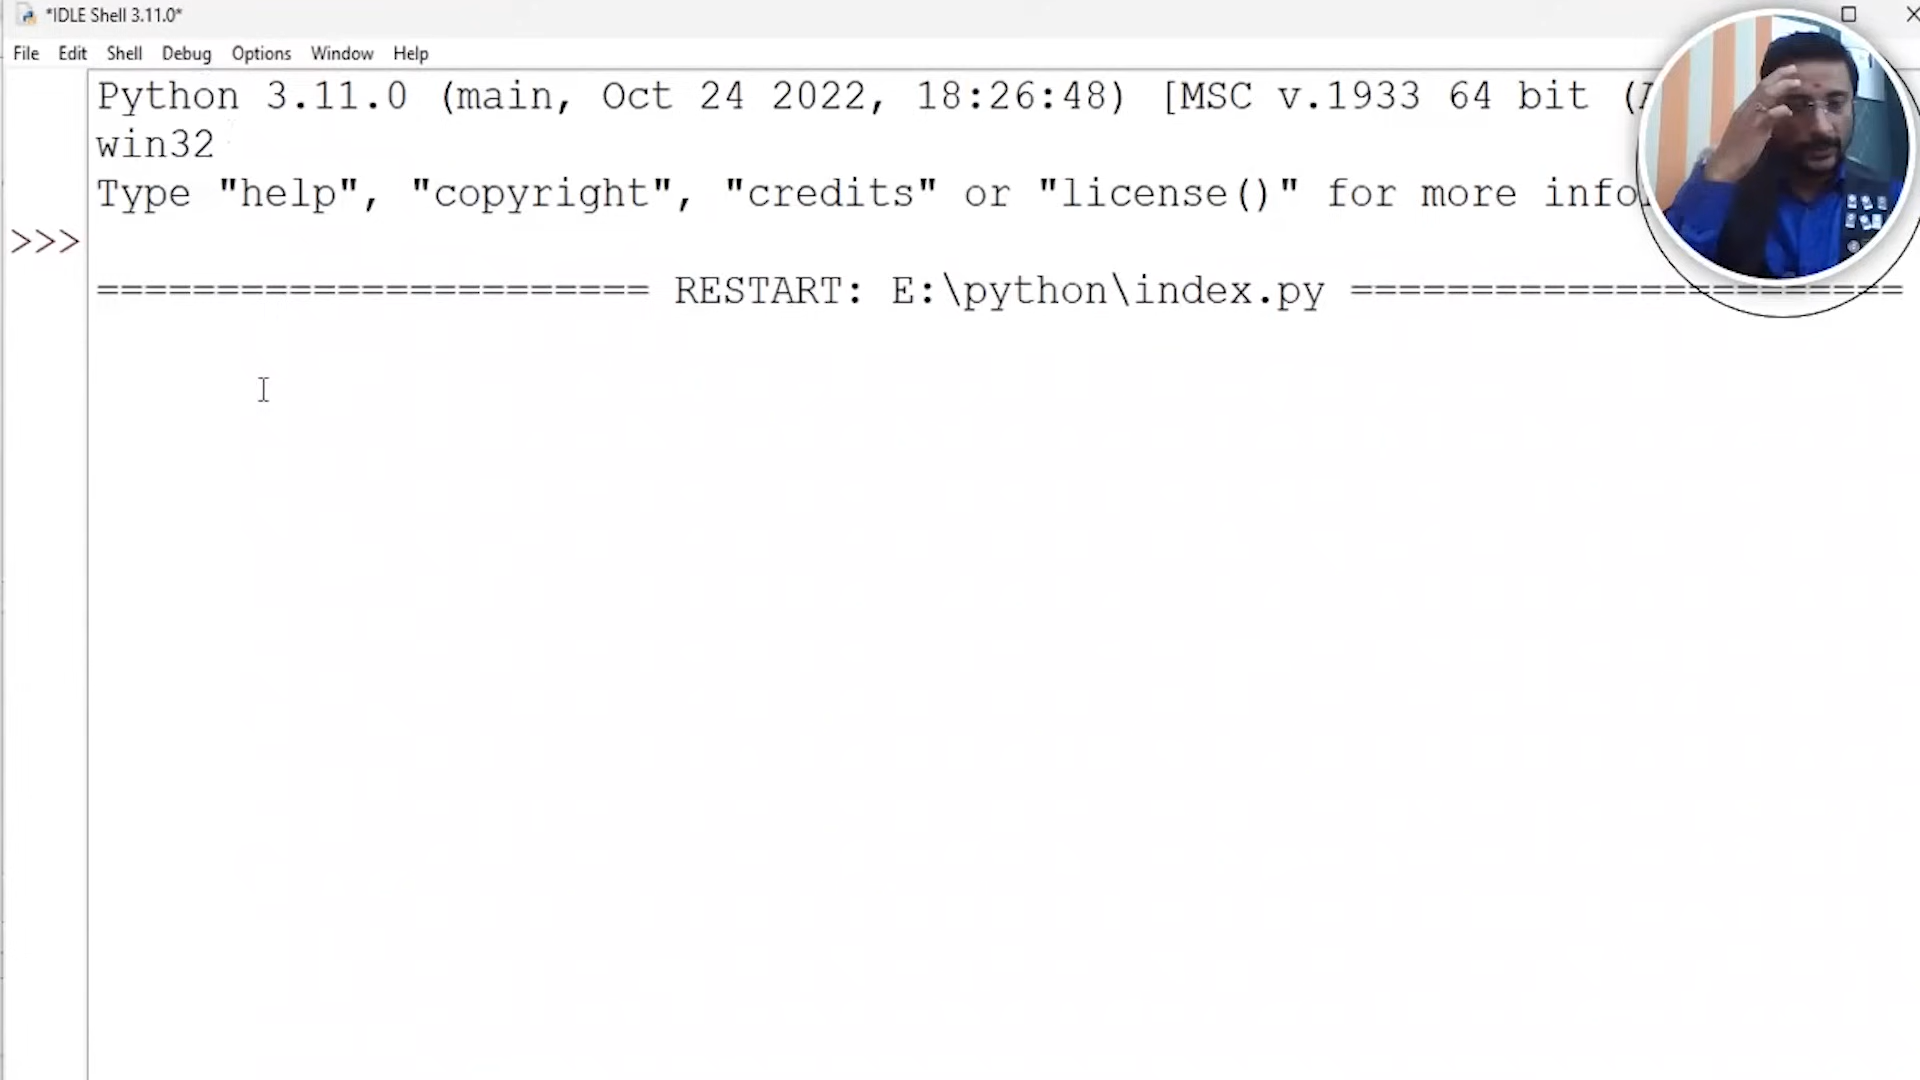 *IDLE Shell 3.11.0*
File Edit Shell Debug Options Window Help
Python 3.11.0 (main, Oct 24 2022, 18:26:48) [MSC v.1933 64 bit (
win32
Type "help", "copyright", "credits" or "license()" for more
>>>
======================= RESTART: E:\python\index.py =======================